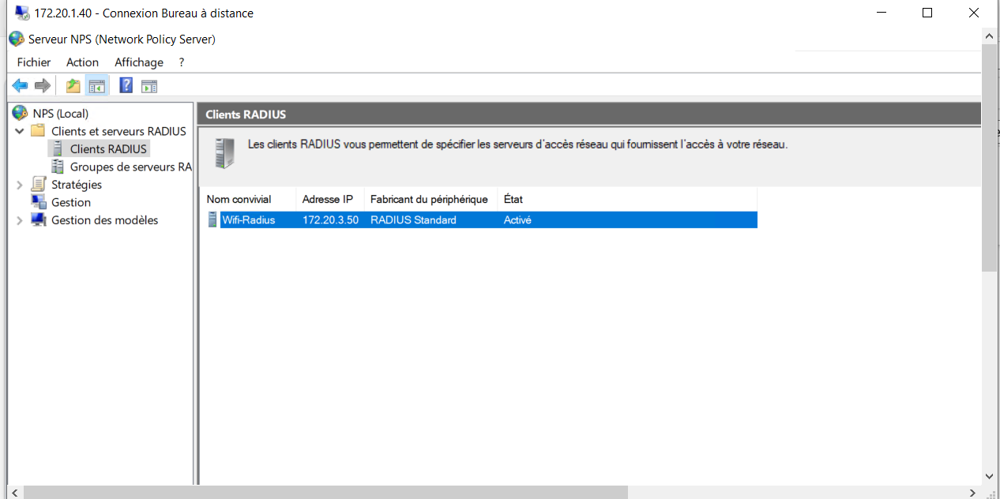 172.20.1.40 - Connexion Bureau à distance
Serveur NPS (Network Policy Server)
Fichier Action Affichage ?
NPS (Local)
Clients et serveurs RADIUS
Clients RADIUS
Groupes de serveurs RA
Stratégies
Gestion
Gestion des modèles
Clients RADIUS
Les clients RADIUS vous permettent de spécifier les serveurs d'accès réseau qui fournissent l'accès à votre réseau.
Nom convivial Adresse IP Fabricant du périphérique État
Wifi-Radius 172.20.3.50 RADIUS Standard Activé